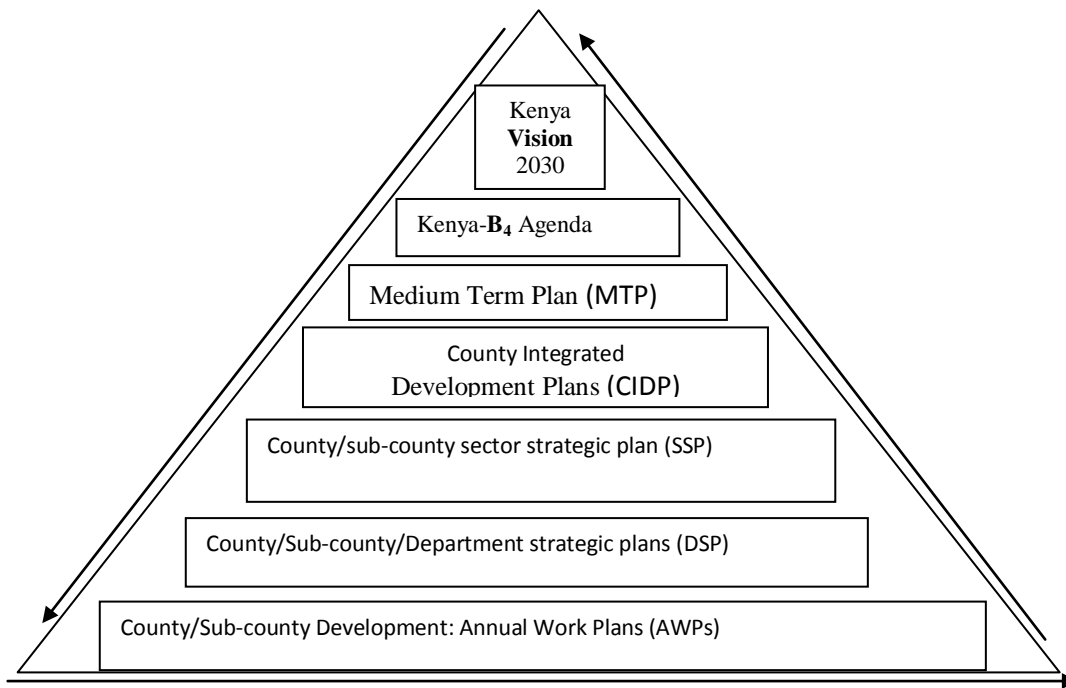 Kenya
Vision
2030
Kenya-B₄ Agenda
Medium Term Plan (MTP)
County Integrated
Development Plans (CIDP)
County/sub-county sector strategic plan (SSP)
County/Sub-county/Department strategic plans (DSP)
County/Sub-county Development: Annual Work Plans (AWPs)